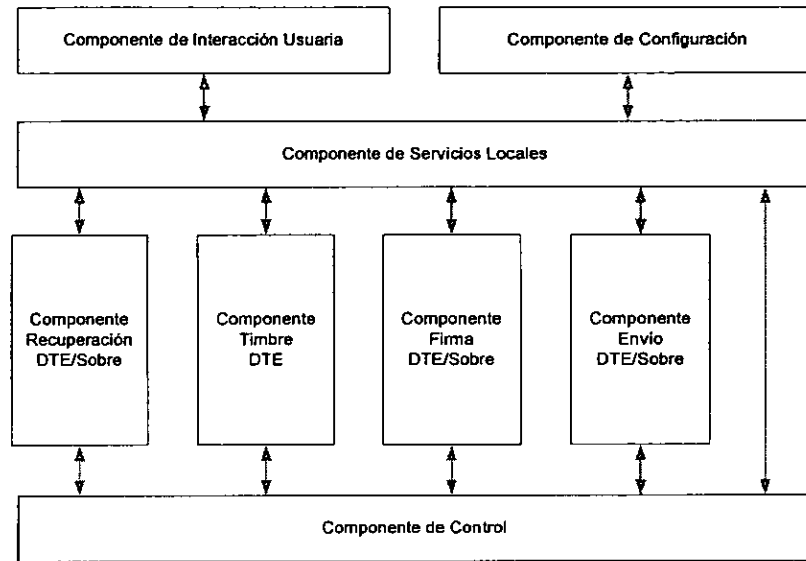 Componente de Interacción Usuaria
Componente de Configuración
Componente de Servicios Locales
Componente
Recuperación
DTE/Sobre
Componente
Timbre
DTE
Componente
Firma
DTE/Sobre
Componente
Envío
DTE/Sobre
Componente de Control